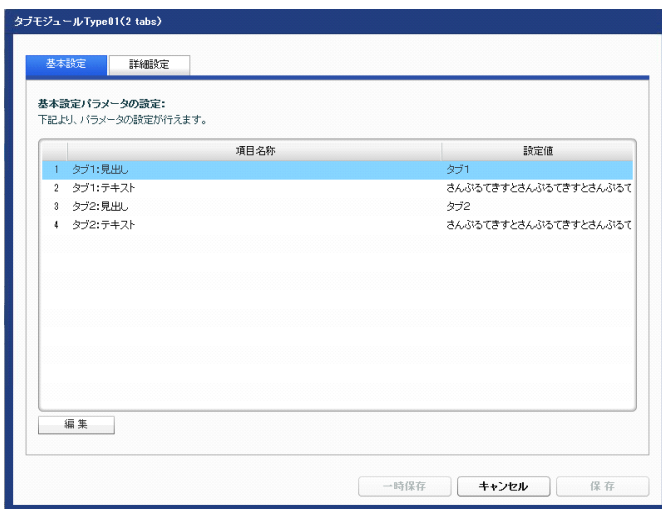 タブモジュールType01(2 tabs)
基本設定 詳細設定
基本設定パラメータの設定:
下記より、パラメータの設定が行えます。
項目名称 設定値
1 タブ1:見出し タブ1
2 タブ1:テキスト さんぷるてきすとさんぷるてきすとさんぷるて
3 タブ2:見出し タブ2
4 タブ2:テキスト さんぷるてきすとさんぷるてきすとさんぷるて
編 集
一時保存 キャンセル 保 存